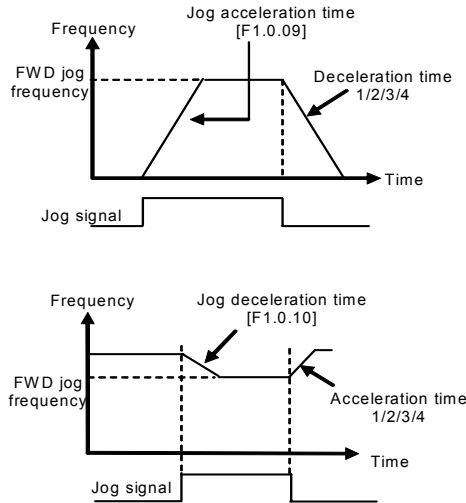 Jog acceleration time
[F1.0.09]
Frequency
FWD jog
frequency
Deceleration time
1/2/3/4
Time
Jog signal
Frequency
Jog deceleration time
[F1.0.10]
FWD jog
frequency
Acceleration time
1/2/3/4
Time
Jog signal